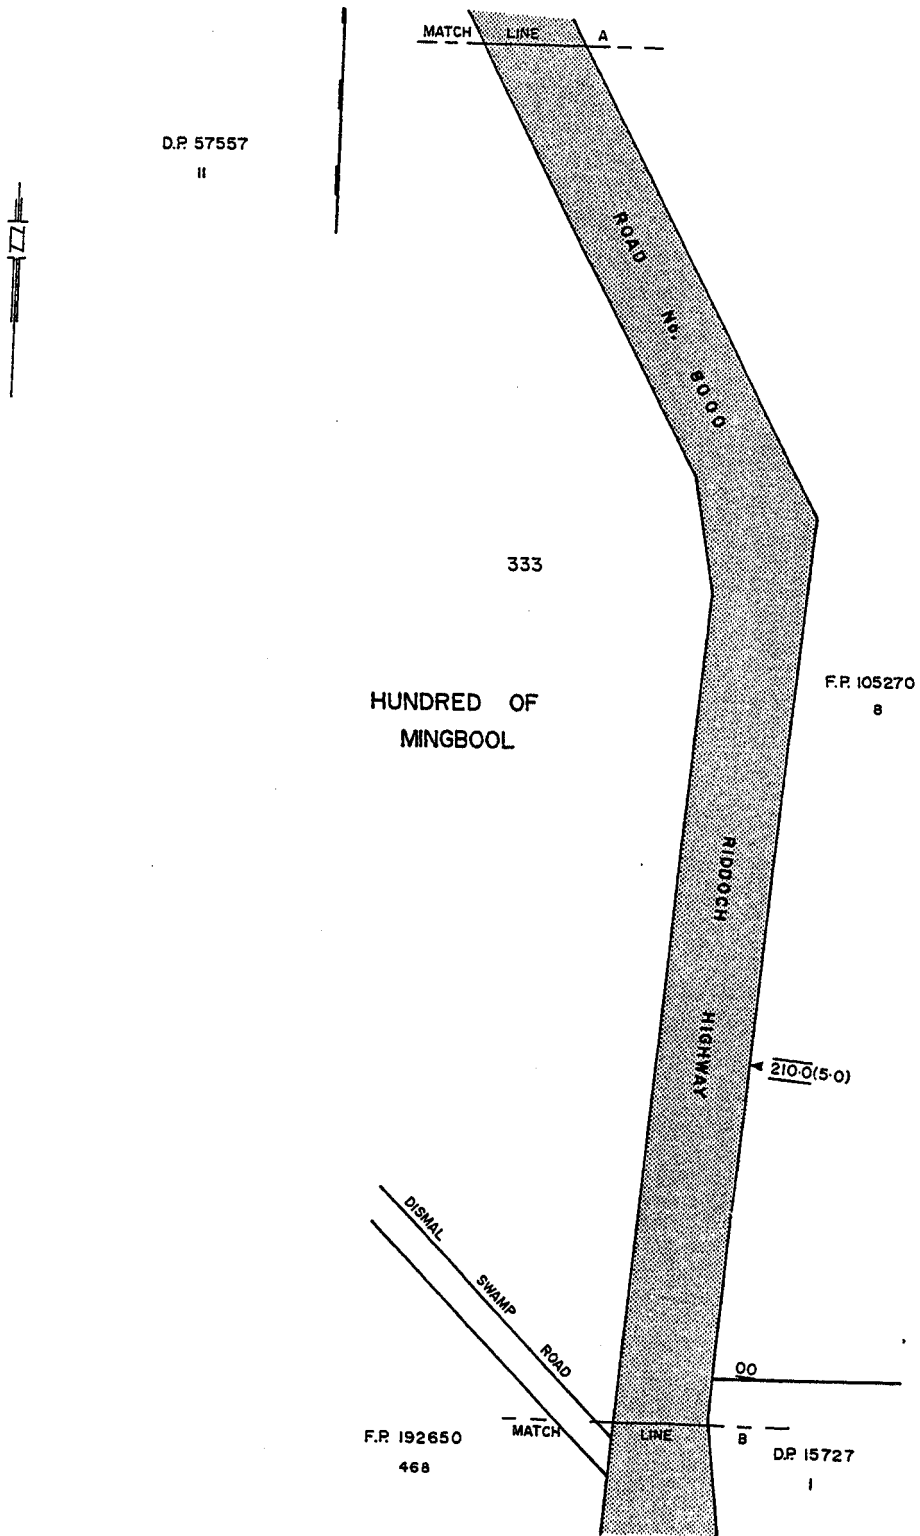 MATCH LINE A
D.P. 57557
11
ROAD No. 8000
333
F.P. 105270
8
HUNDRED OF
MINGBOOL
RIDDOCH HIGHWAY
210·0(5·0)
DISMAL SWAMP ROAD
00
MATCH LINE B
F.P. 192650
468
D.P. 15727
1